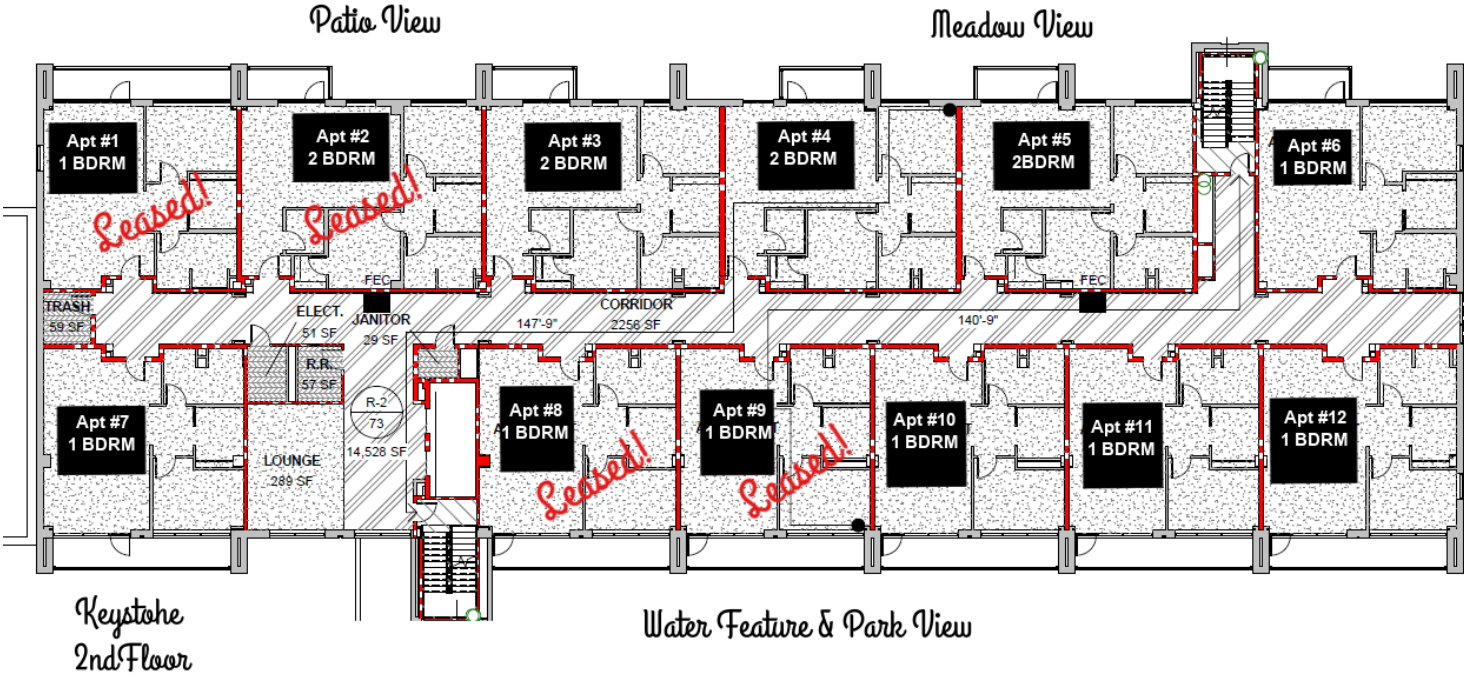 Patio View
Meadow View
Apt #1
1 BDRM
Leased!
Apt #2
2 BDRM
Leased!
Apt #3
2 BDRM
Apt #4
2 BDRM
Apt #5
2BDRM
Apt #6
1 BDRM
FEC
FEC
TRASH
59 SF
ELECT.
51 SF
JANITOR
29 SF
147'-9"
CORRIDOR
2256 SF
140'-9"
R.R.
57 SF
R-2
73
14,528 SF
LOUNGE
289 SF
Apt #7
1 BDRM
Apt #8
1 BDRM
Leased!
Apt #9
1 BDRM
Leased!
Apt #10
1 BDRM
Apt #11
1 BDRM
Apt #12
1 BDRM
Keystohe
2ndFloor
Water Feature & Park View